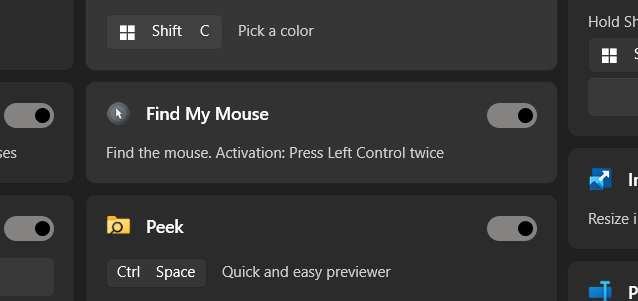 Shift C Pick a color
Hold Sh
Find My Mouse
Find the mouse. Activation: Press Left Control twice
ses
Resize i
Peek
Ctrl Space Quick and easy previewer